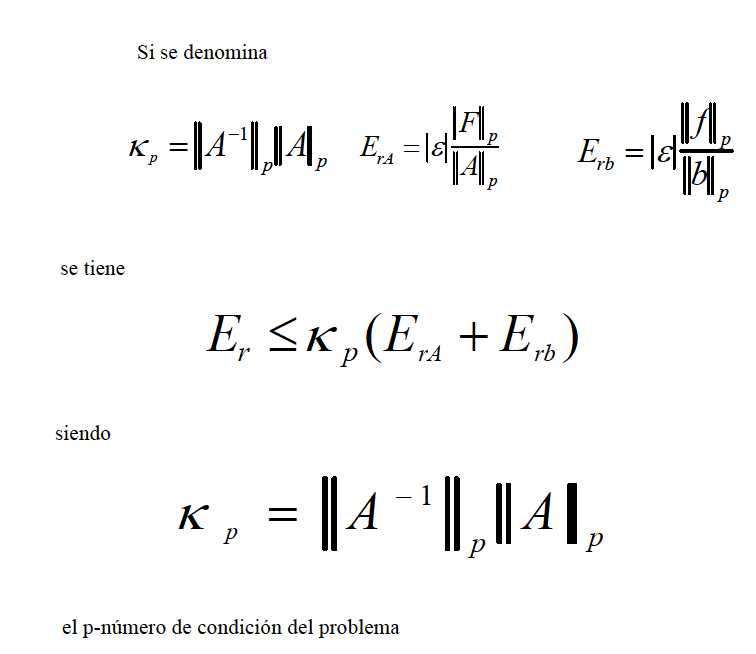 Si se denomina
κ_p = ‖A^{-1}‖_p ‖A‖_p    E_{rA} = |ε| ‖F‖_p / ‖A‖_p    E_{rb} = |ε| ‖f‖_p / ‖b‖_p
se tiene
E_r ≤ κ_p (E_{rA} + E_{rb})
siendo
κ_p = ‖A^{-1}‖_p ‖A‖_p
el p-número de condición del problema